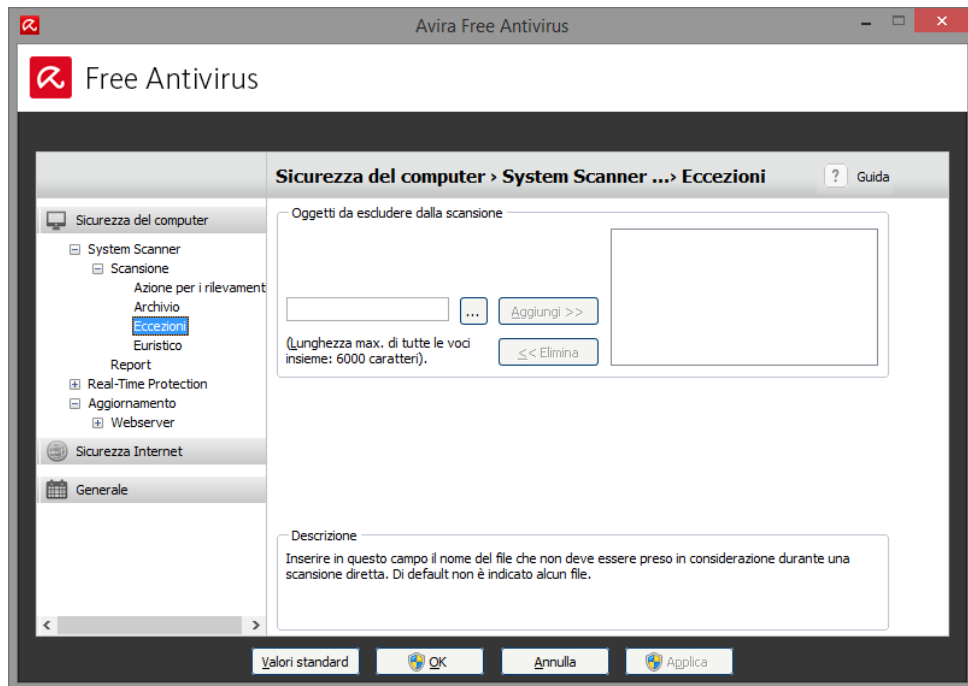 Avira Free Antivirus
Free Antivirus
Sicurezza del computer › System Scanner ...› Eccezioni
? Guida
Sicurezza del computer
System Scanner
Scansione
Azione per i rilevament
Archivio
Eccezioni
Euristico
Report
Real-Time Protection
Aggiornamento
Webserver
Sicurezza Internet
Generale
Oggetti da escludere dalla scansione
...
Aggiungi >>
(Lunghezza max. di tutte le voci
insieme: 6000 caratteri).
<< Elimina
Descrizione
Inserire in questo campo il nome del file che non deve essere preso in considerazione durante una
scansione diretta. Di default non è indicato alcun file.
Valori standard
OK
Annulla
Applica